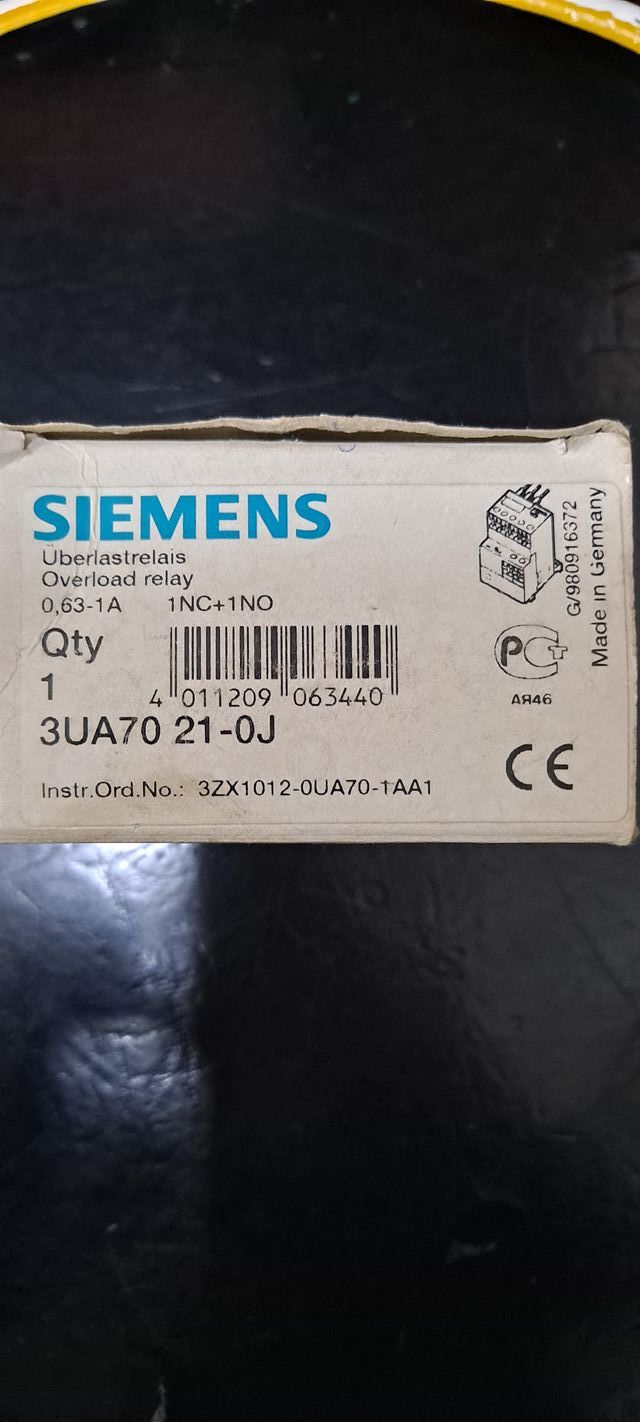 SIEMENS
Überlastrelais
Overload relay
0,63-1A 1NC+1NO
Qty
1
4 011209 063440
3UA70 21-0J
Instr.Ord.No.: 3ZX1012-0UA70-1AA1
G/980916372
Made in Germany
PC
АЯ46
CE